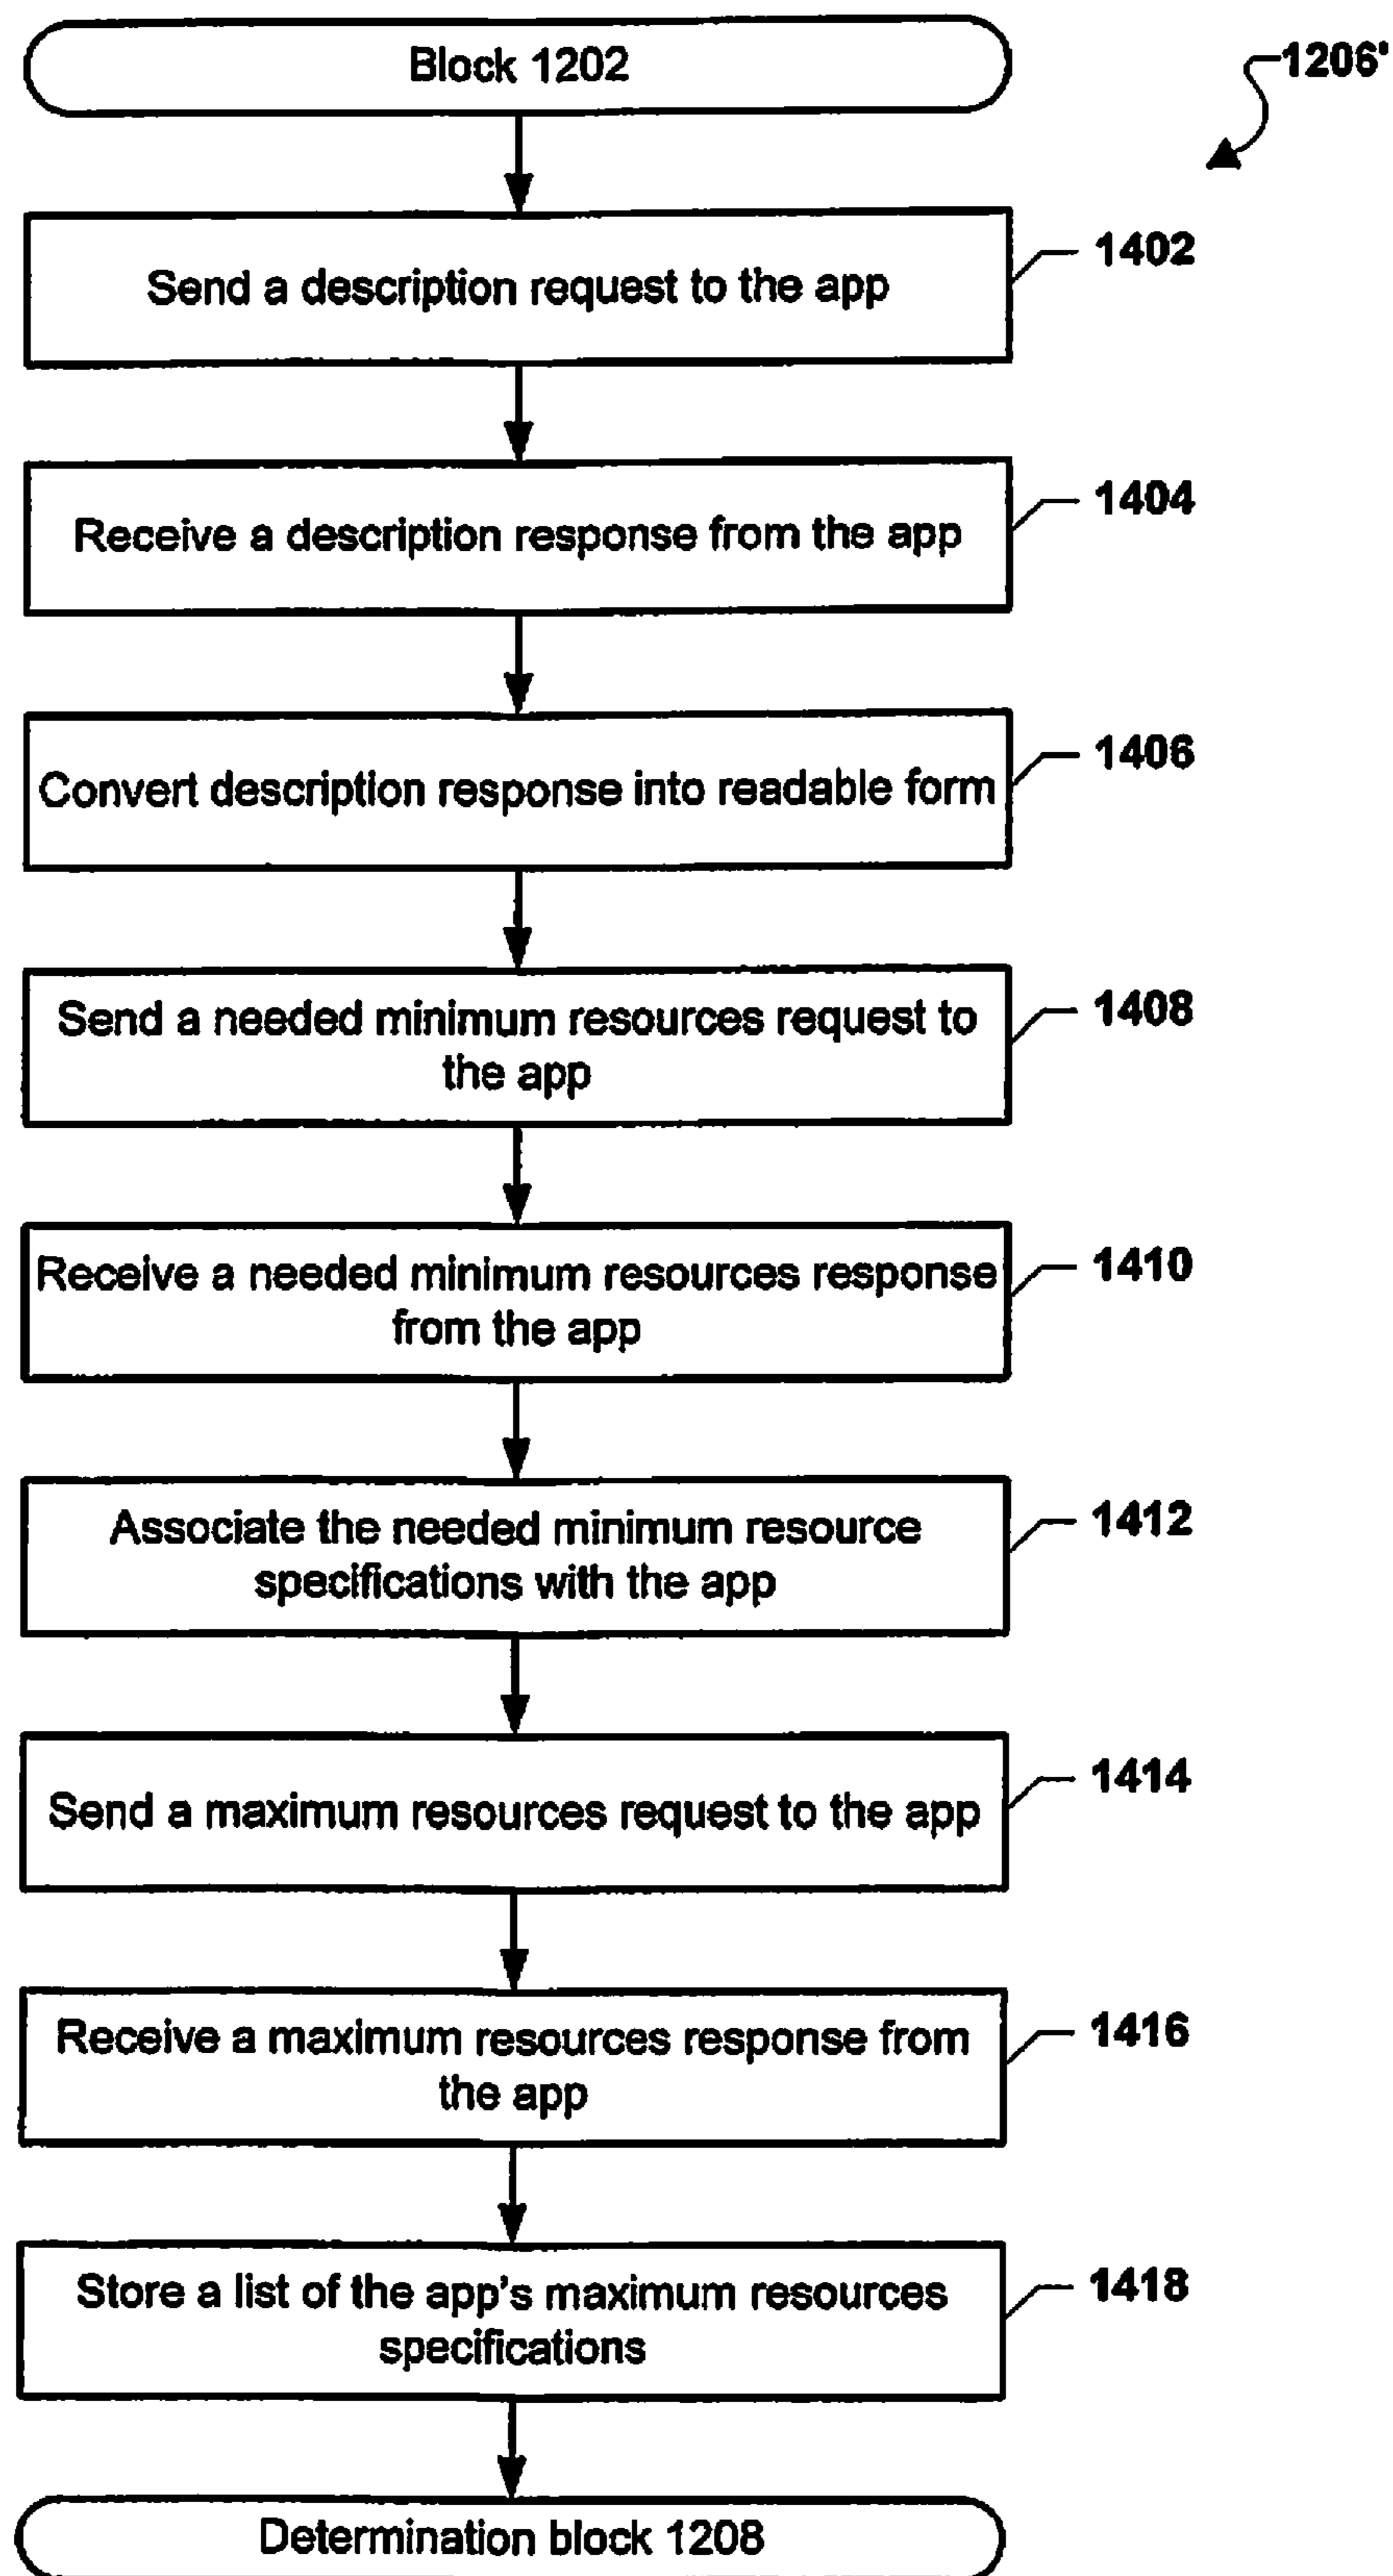 Block 1202
1206'
Send a description request to the app
1402
Receive a description response from the app
1404
Convert description response into readable form
1406
Send a needed minimum resources request to
the app
1408
Receive a needed minimum resources response
from the app
1410
Associate the needed minimum resource
specifications with the app
1412
Send a maximum resources request to the app
1414
Receive a maximum resources response from
the app
1416
Store a list of the app's maximum resources
specifications
1418
Determination block 1208